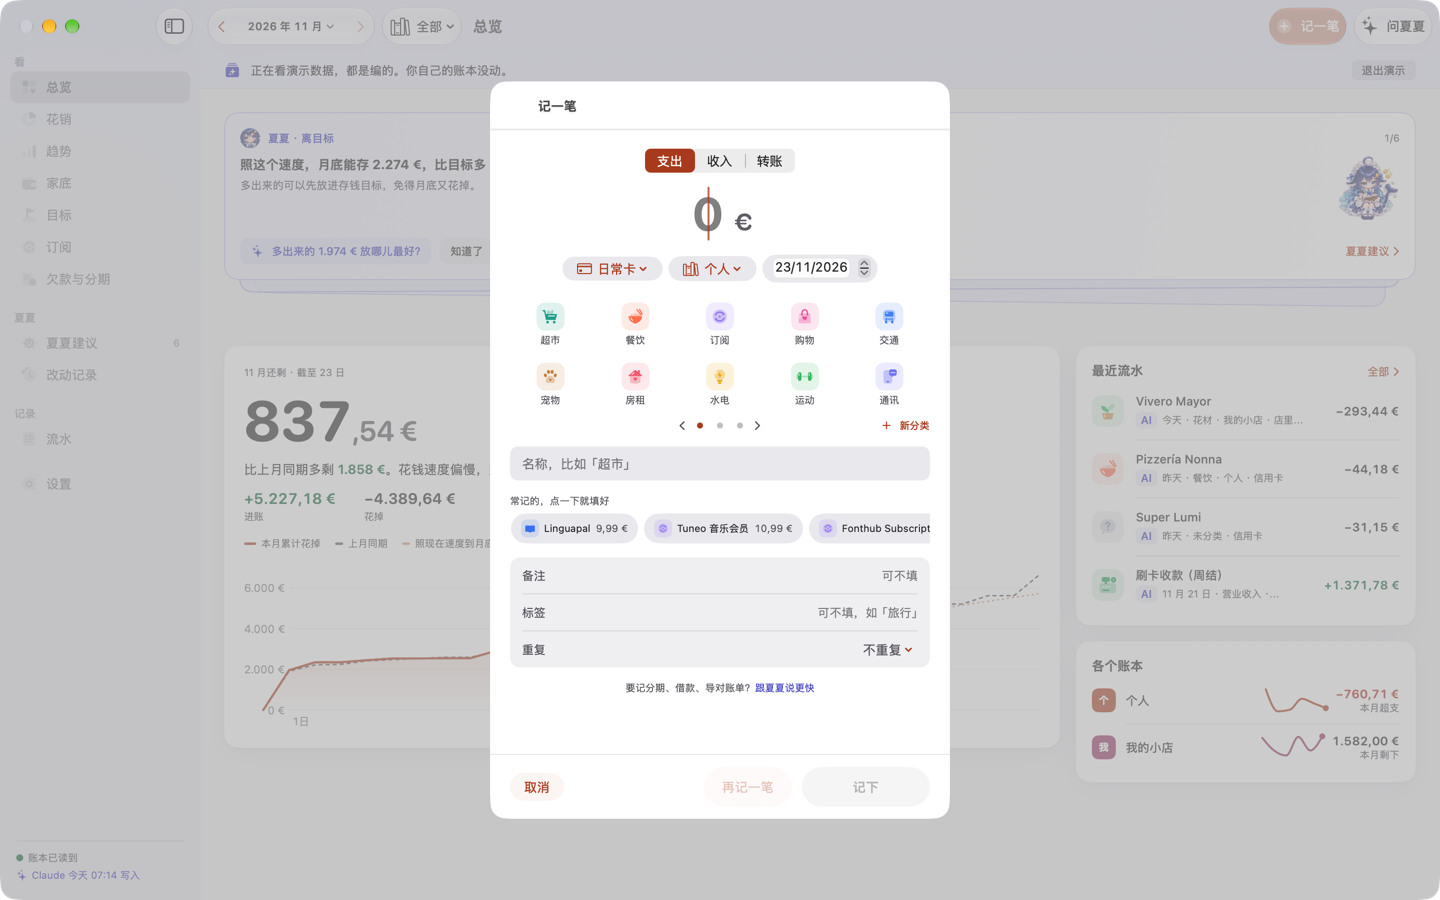 2026 年 11 月
全部
总览
记一笔
问夏夏
看
总览
花销
趋势
家底
目标
订阅
欠款与分期
夏夏
夏夏建议 6
改动记录
记录
流水
设置
账本已读到
Claude 今天 07:14 写入
正在看演示数据，都是编的。你自己的账本没动。
退出演示
夏夏 · 离目标
1/6
照这个速度，月底能存 2.274 €，比目标多
多出来的可以先放进存钱目标，免得月底又花掉。
多出来的 1.974 € 放哪儿最好？
知道了
夏夏建议
11 月还剩 · 截至 23 日
837,54 €
比上月同期多剩 1.858 €。花钱速度偏慢，
+5.227,18 €
进账
−4.389,64 €
花掉
本月累计花掉
上月同期
照现在速度到月底
6.000 €
4.000 €
2.000 €
0 €
1日
记一笔
支出
收入
转账
0 €
日常卡
个人
23/11/2026
超市
餐饮
订阅
购物
交通
宠物
房租
水电
运动
通讯
新分类
名称，比如「超市」
常记的，点一下就填好
Linguapal 9,99 €
Tuneo 音乐会员 10,99 €
Fonthub Subscript
备注
可不填
标签
可不填，如「旅行」
重复
不重复
要记分期、借款、导对账单？跟夏夏说更快
取消
再记一笔
记下
最近流水
全部
Vivero Mayor
AI 今天 · 花材 · 我的小店 · 店里...
−293,44 €
Pizzería Nonna
AI 昨天 · 餐饮 · 个人 · 信用卡
−44,18 €
Super Lumi
AI 昨天 · 未分类 · 信用卡
−31,15 €
刷卡收款（周结）
AI 11 月 21 日 · 营业收入 ·...
+1.371,78 €
各个账本
个人
−760,71 €
本月超支
我
我的小店
1.582,00 €
本月剩下